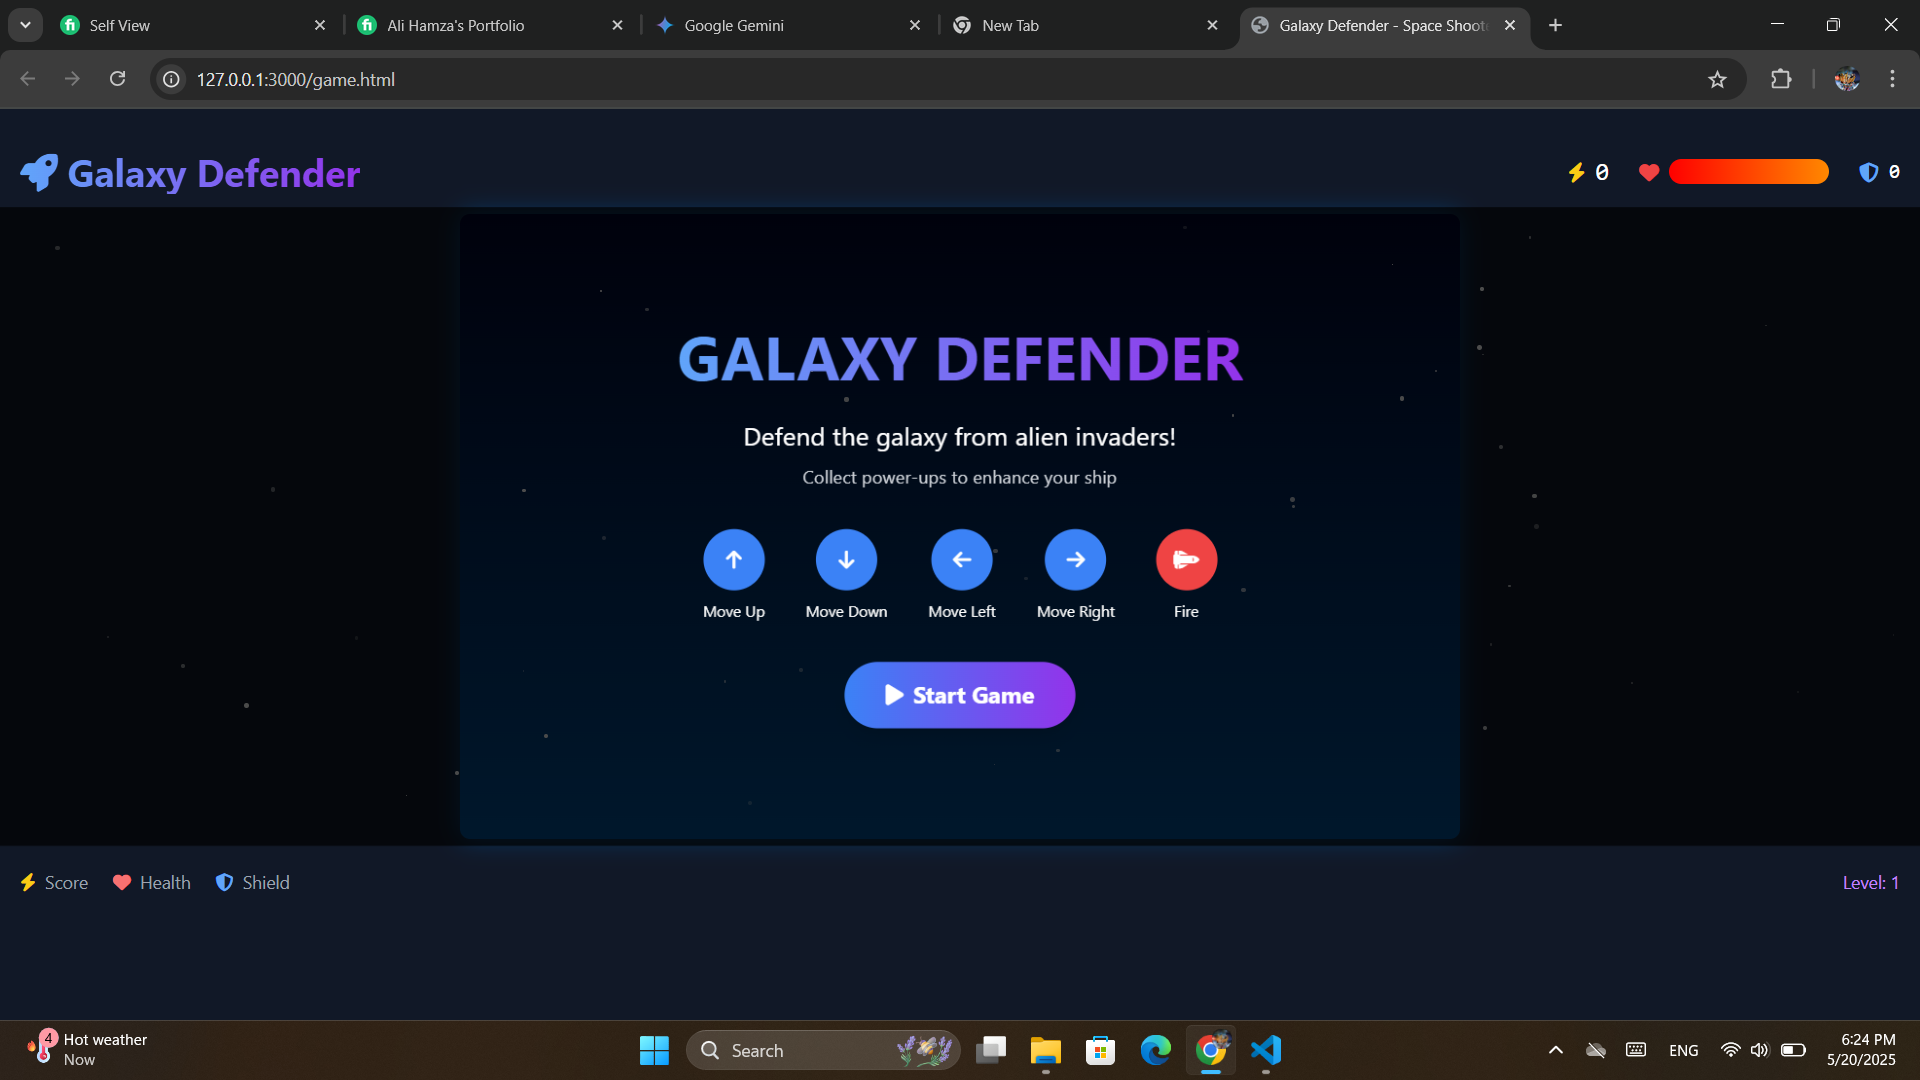 Self View
Ali Hamza's Portfolio
Google Gemini
New Tab
Galaxy Defender - Space Shoot
127.0.0.1:3000/game.html
Galaxy Defender
0
0
GALAXY DEFENDER
Defend the galaxy from alien invaders!
Collect power-ups to enhance your ship
Move Up
Move Down
Move Left
Move Right
Fire
Start Game
Score
Health
Shield
Level: 1
4
Hot weather
Now
Search
ENG
6:24 PM
5/20/2025